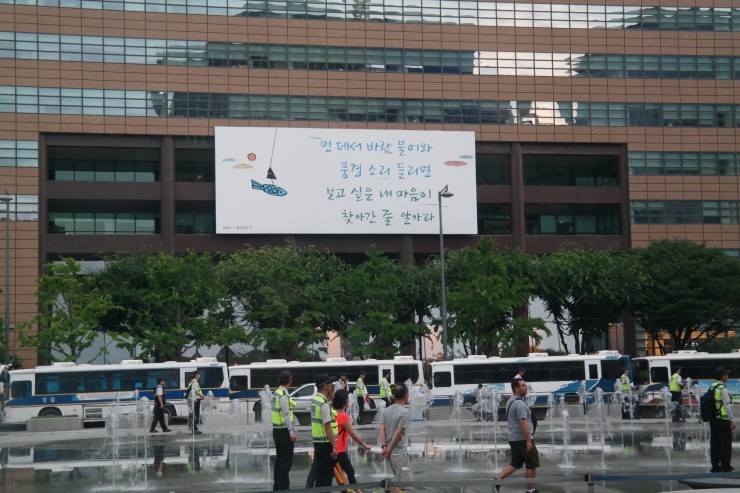 먼 데서 바람 불어와
풍경 소리 들리면
보고 싶은 내 마음이
찾아간 줄 알아라